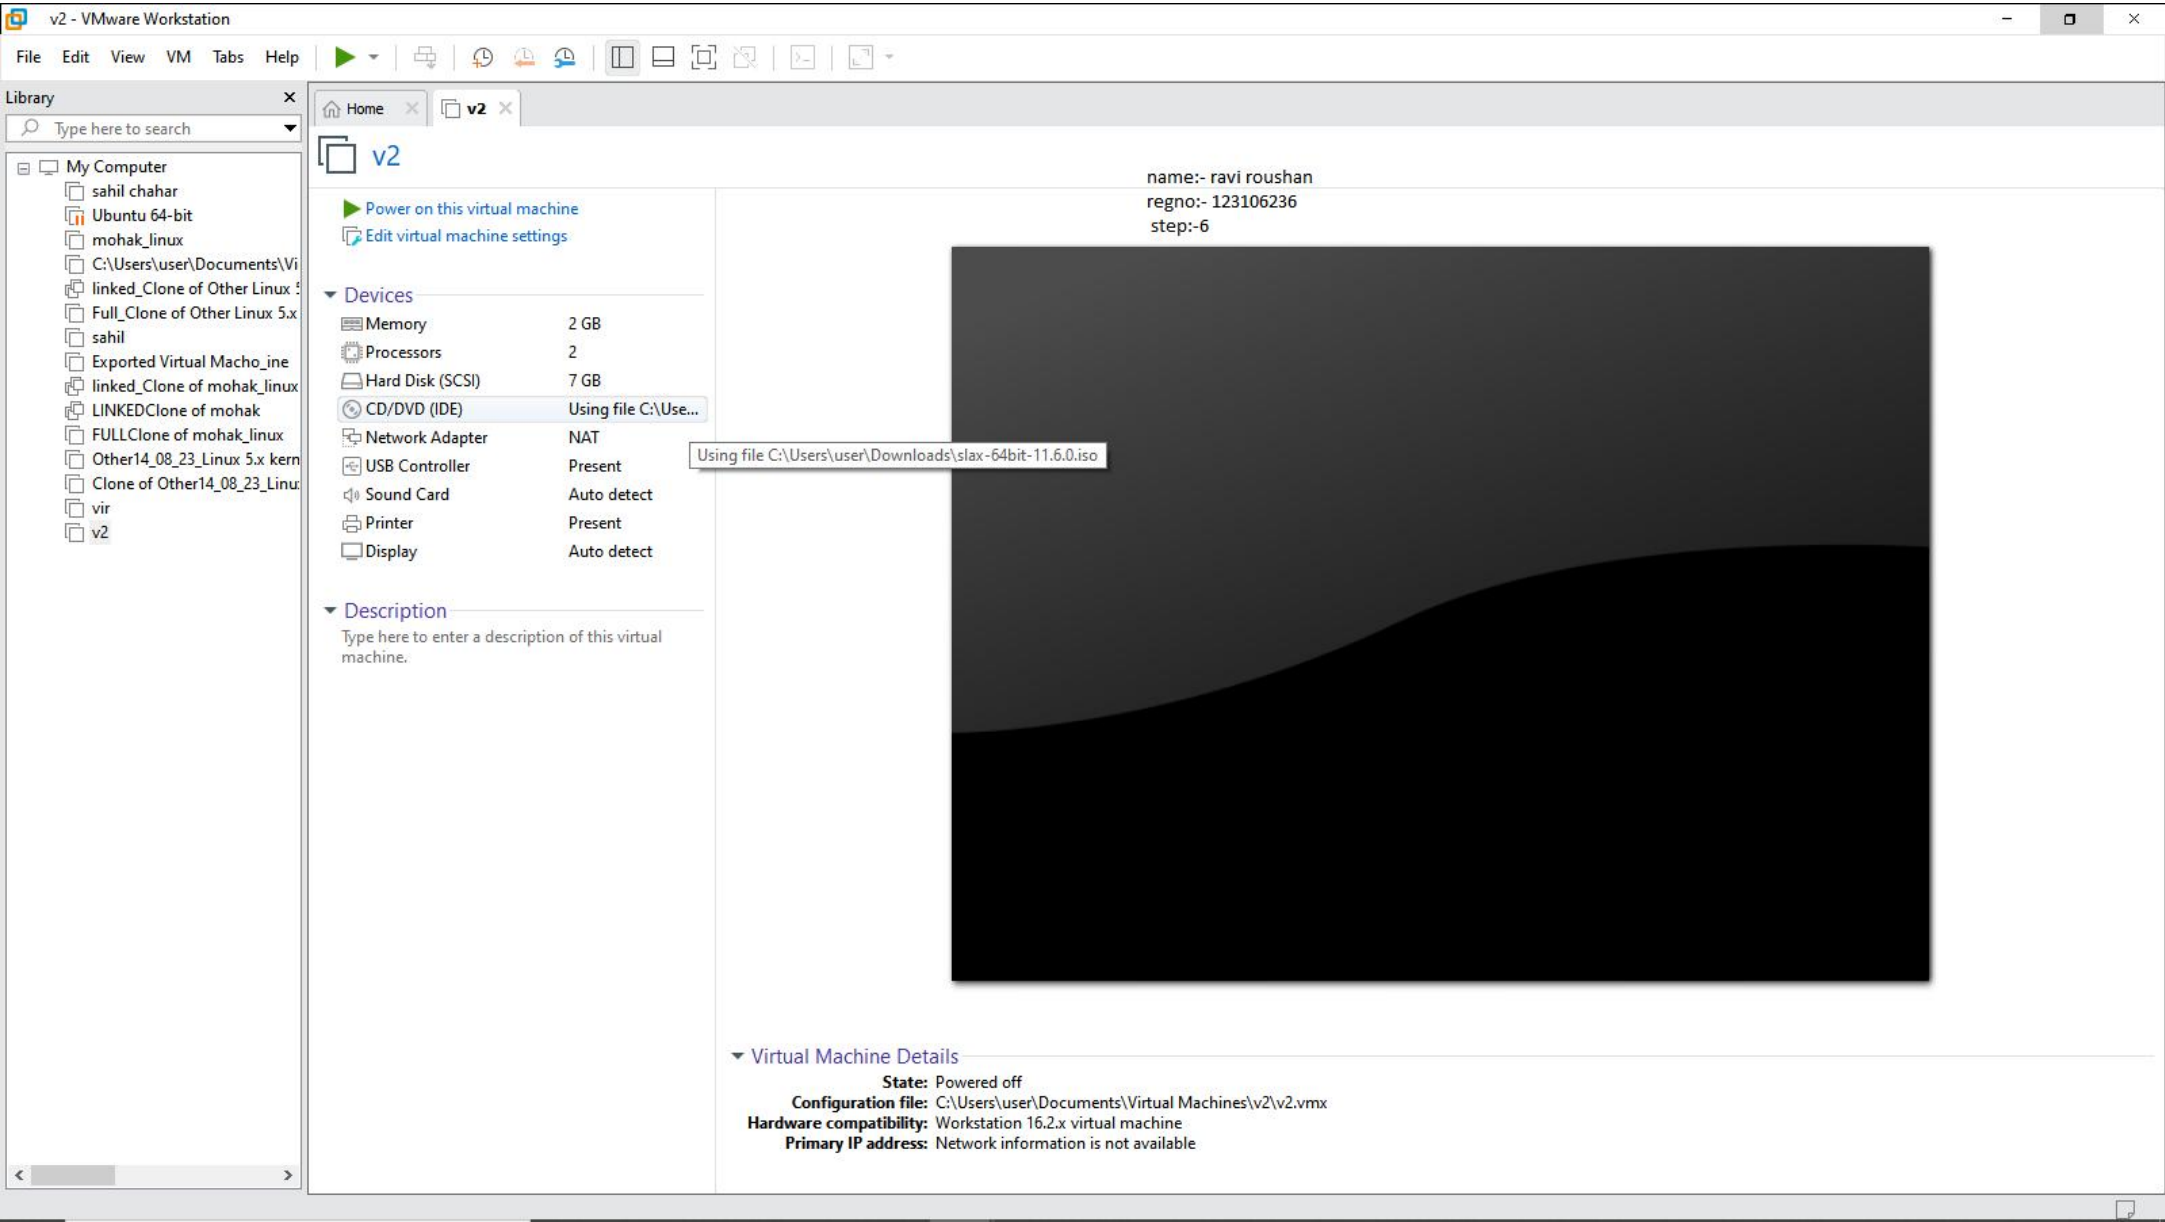 v2 - VMware Workstation
File Edit View VM Tabs Help
Library
Type here to search
My Computer
sahil chahar
Ubuntu 64-bit
mohak_linux
C:\Users\user\Documents\Vi
linked_Clone of Other Linux 5
Full_Clone of Other Linux 5.x
sahil
Exported Virtual Macho_ine
linked_Clone of mohak_linux
LINKEDClone of mohak
FULLClone of mohak_linux
Other14_08_23_Linux 5.x kern
Clone of Other14_08_23_Linu
vir
v2
Home v2
v2
Power on this virtual machine
Edit virtual machine settings
Devices
Memory 2 GB
Processors 2
Hard Disk (SCSI) 7 GB
CD/DVD (IDE) Using file C:\Use...
Network Adapter NAT
USB Controller Present
Sound Card Auto detect
Printer Present
Display Auto detect
Using file C:\Users\user\Downloads\slax-64bit-11.6.0.iso
Description
Type here to enter a description of this virtual
machine.
name:- ravi roushan
regno:- 123106236
step:-6
Virtual Machine Details
State: Powered off
Configuration file: C:\Users\user\Documents\Virtual Machines\v2\v2.vmx
Hardware compatibility: Workstation 16.2.x virtual machine
Primary IP address: Network information is not available